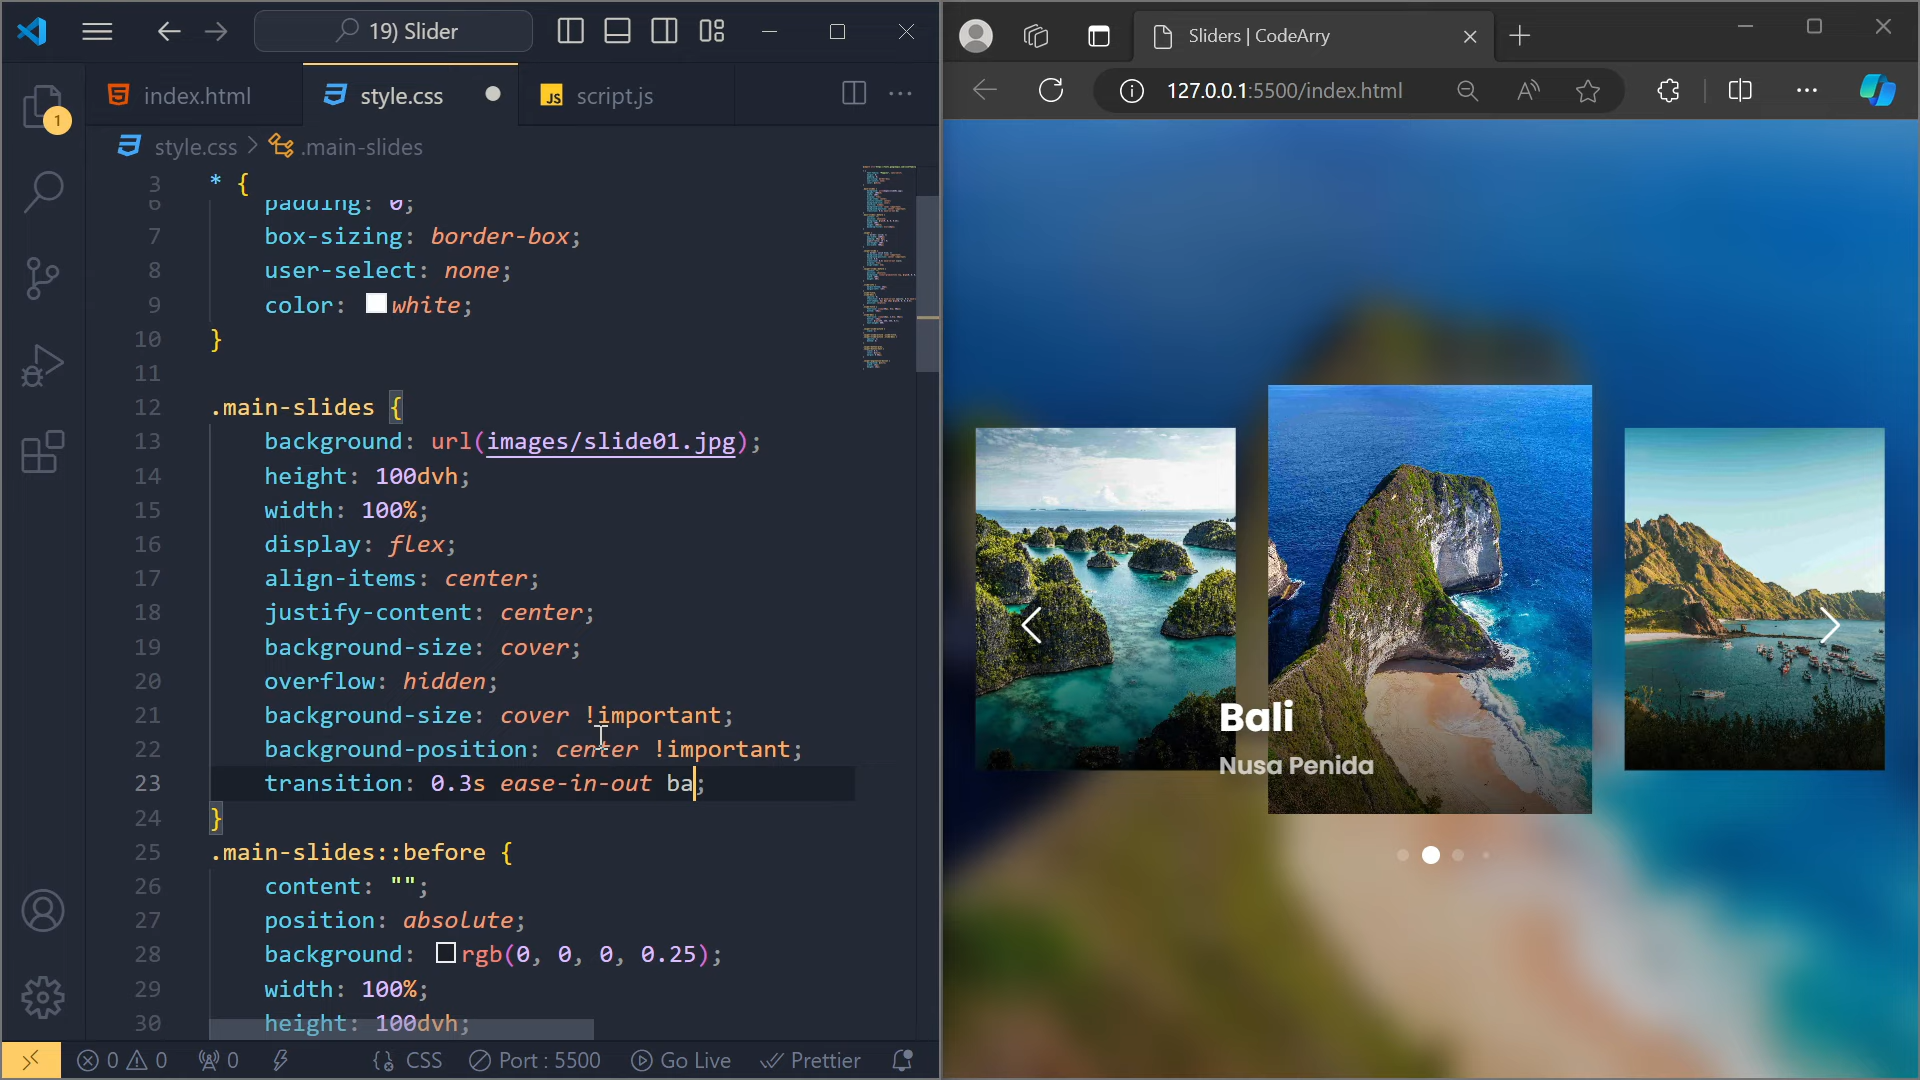 19) Slider
index.html
style.css
JS script.js
1
style.css > .main-slides
3 * {
6 padding: 0;
7 box-sizing: border-box;
8 user-select: none;
9 color: white;
10 }
11
12 .main-slides {
13 background: url(images/slide01.jpg);
14 height: 100dvh;
15 width: 100%;
16 display: flex;
17 align-items: center;
18 justify-content: center;
19 background-size: cover;
20 overflow: hidden;
21 background-size: cover !important;
22 background-position: center !important;
23 transition: 0.3s ease-in-out ba;
24 }
25 .main-slides::before {
26 content: "";
27 position: absolute;
28 background: rgb(0, 0, 0, 0.25);
29 width: 100%;
30 height: 100dvh;
0 0 0 CSS Port : 5500 Go Live Prettier
Sliders | CodeArry
127.0.0.1:5500/index.html
Bali
Nusa Penida